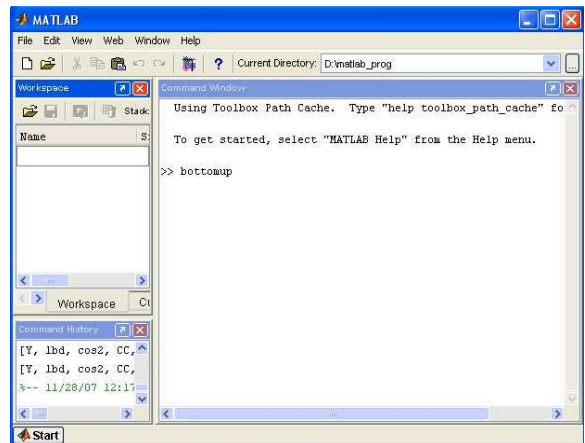 MATLAB
File Edit View Web Window Help
? Current Directory: D:\matlab_prog
Workspace
Stack:
Name S:
Workspace Cu
Command History
[Y, lbd, cos2, CC,
[Y, lbd, cos2, CC,
%-- 11/28/07 12:17
Command Window
Using Toolbox Path Cache. Type "help toolbox_path_cache" fo
To get started, select "MATLAB Help" from the Help menu.
>> bottomup
Start